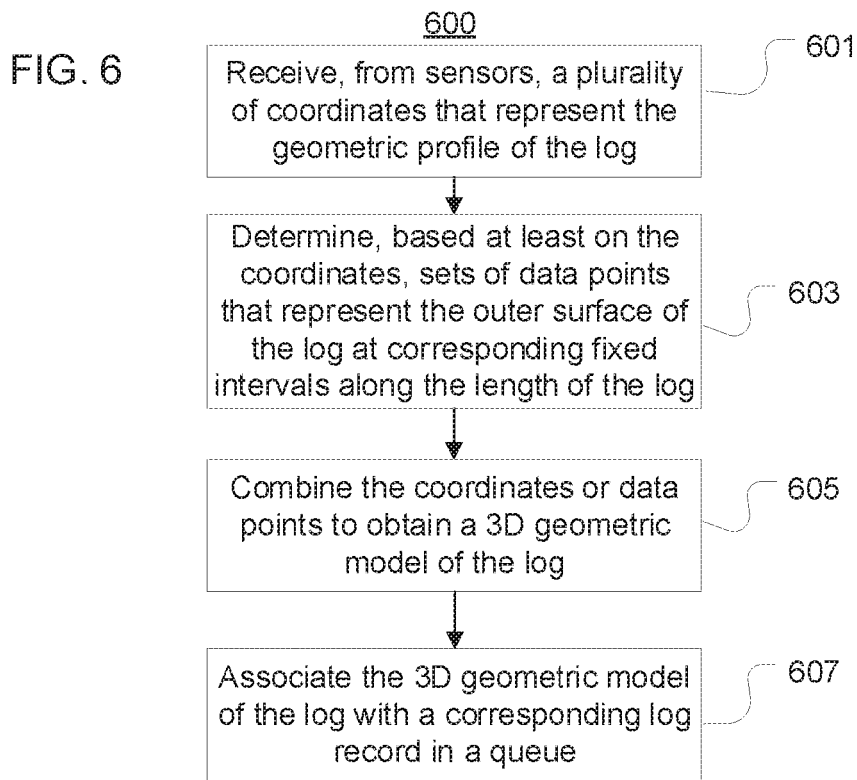 600
FIG. 6
601
Receive, from sensors, a plurality
of coordinates that represent the
geometric profile of the log
Determine, based at least on the
coordinates, sets of data points
that represent the outer surface of
the log at corresponding fixed
intervals along the length of the log
603
Combine the coordinates or data
points to obtain a 3D geometric
model of the log
605
Associate the 3D geometric model
of the log with a corresponding log
record in a queue
607